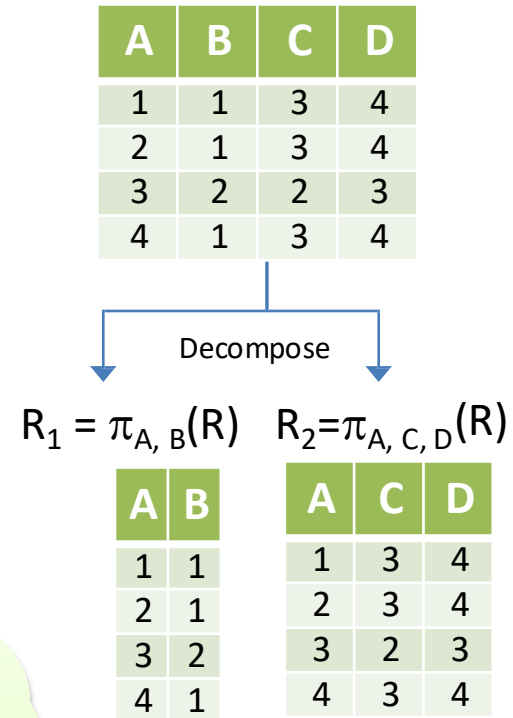 A B C D
1 1 3 4
2 1 3 4
3 2 2 3
4 1 3 4
Decompose
R₁ = π_A, B(R) R₂=π_A, C, D(R)
A B A C D
1 1 1 3 4
2 1 2 3 4
3 2 3 2 3
4 1 4 3 4